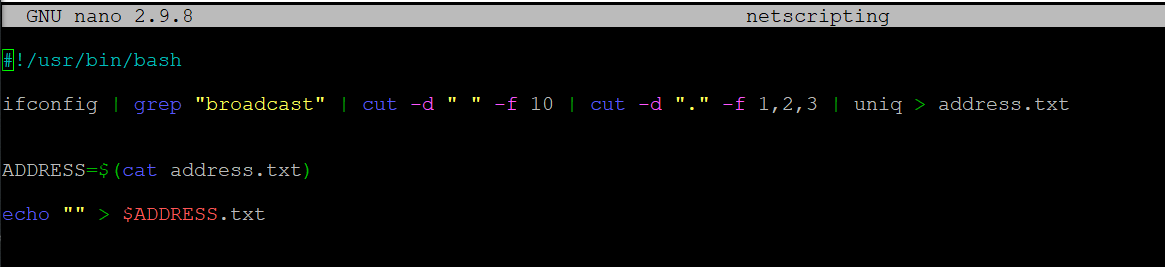 GNU nano 2.9.8 netscripting
#!/usr/bin/bash
ifconfig | grep "broadcast" | cut -d " " -f 10 | cut -d "." -f 1,2,3 | uniq > address.txt
ADDRESS=$(cat address.txt)
echo "" > $ADDRESS.txt